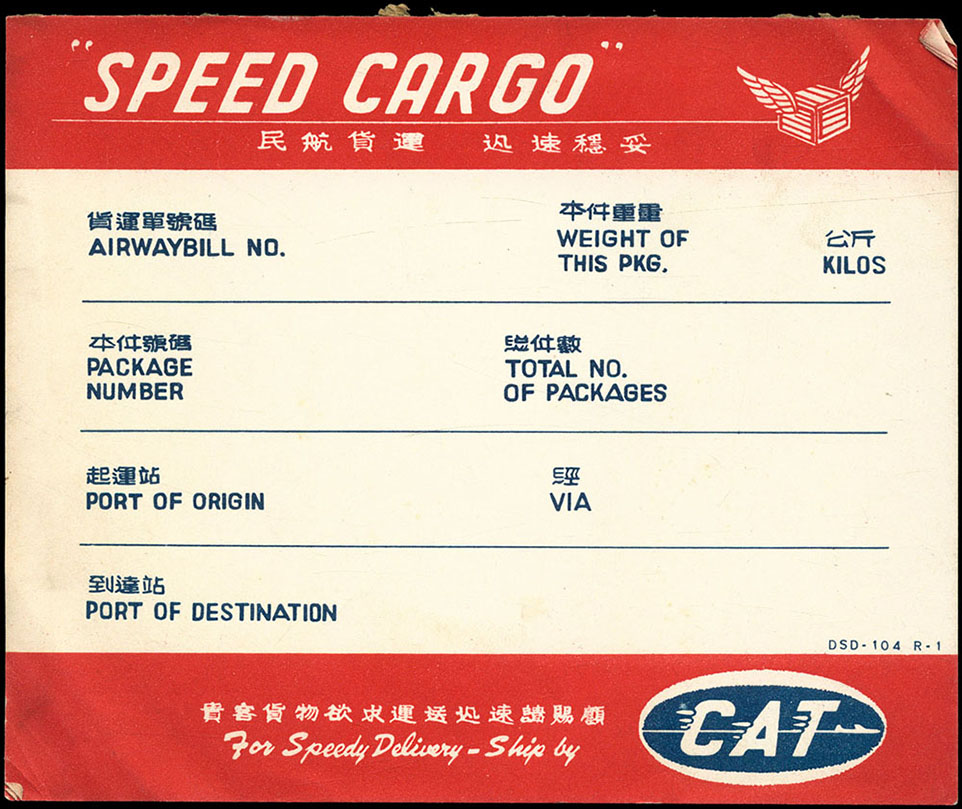 "SPEED CARGO"
民航貨運 迅速穩妥
貨運單號碼
AIRWAYBILL NO.
本件重量
WEIGHT OF
THIS PKG.
公斤
KILOS
本件號碼
PACKAGE
NUMBER
總件數
TOTAL NO.
OF PACKAGES
起運站
PORT OF ORIGIN
經
VIA
到達站
PORT OF DESTINATION
DSD-104 R-1
貴客貨物欲求運送迅速請賜顧
For Speedy Delivery - Ship by
CAT